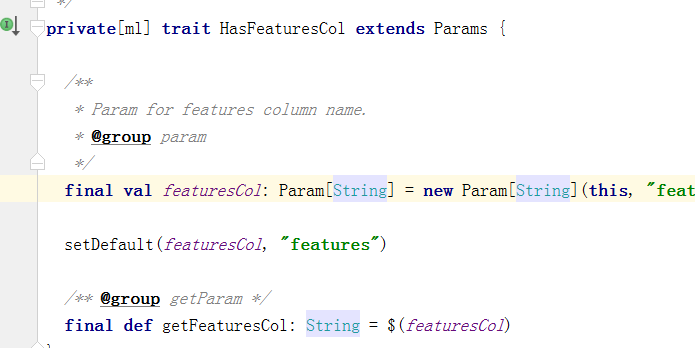 */
private[ml] trait HasFeaturesCol extends Params {
/**
* Param for features column name.
* @group param
*/
final val featuresCol: Param[String] = new Param[String](this, "feat
setDefault(featuresCol, "features")
/** @group getParam */
final def getFeaturesCol: String = $(featuresCol)
}